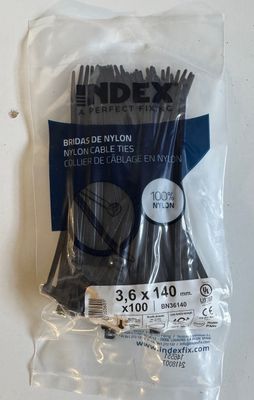 INDEX
A PERFECT FIXING
BRIDAS DE NYLON
NYLON CABLE TIES
COLLIER DE CÂBLAGE EN NYLON
100%
NYLON
3,6 x 140 mm.
x100
BN36140
www.indexfix.com